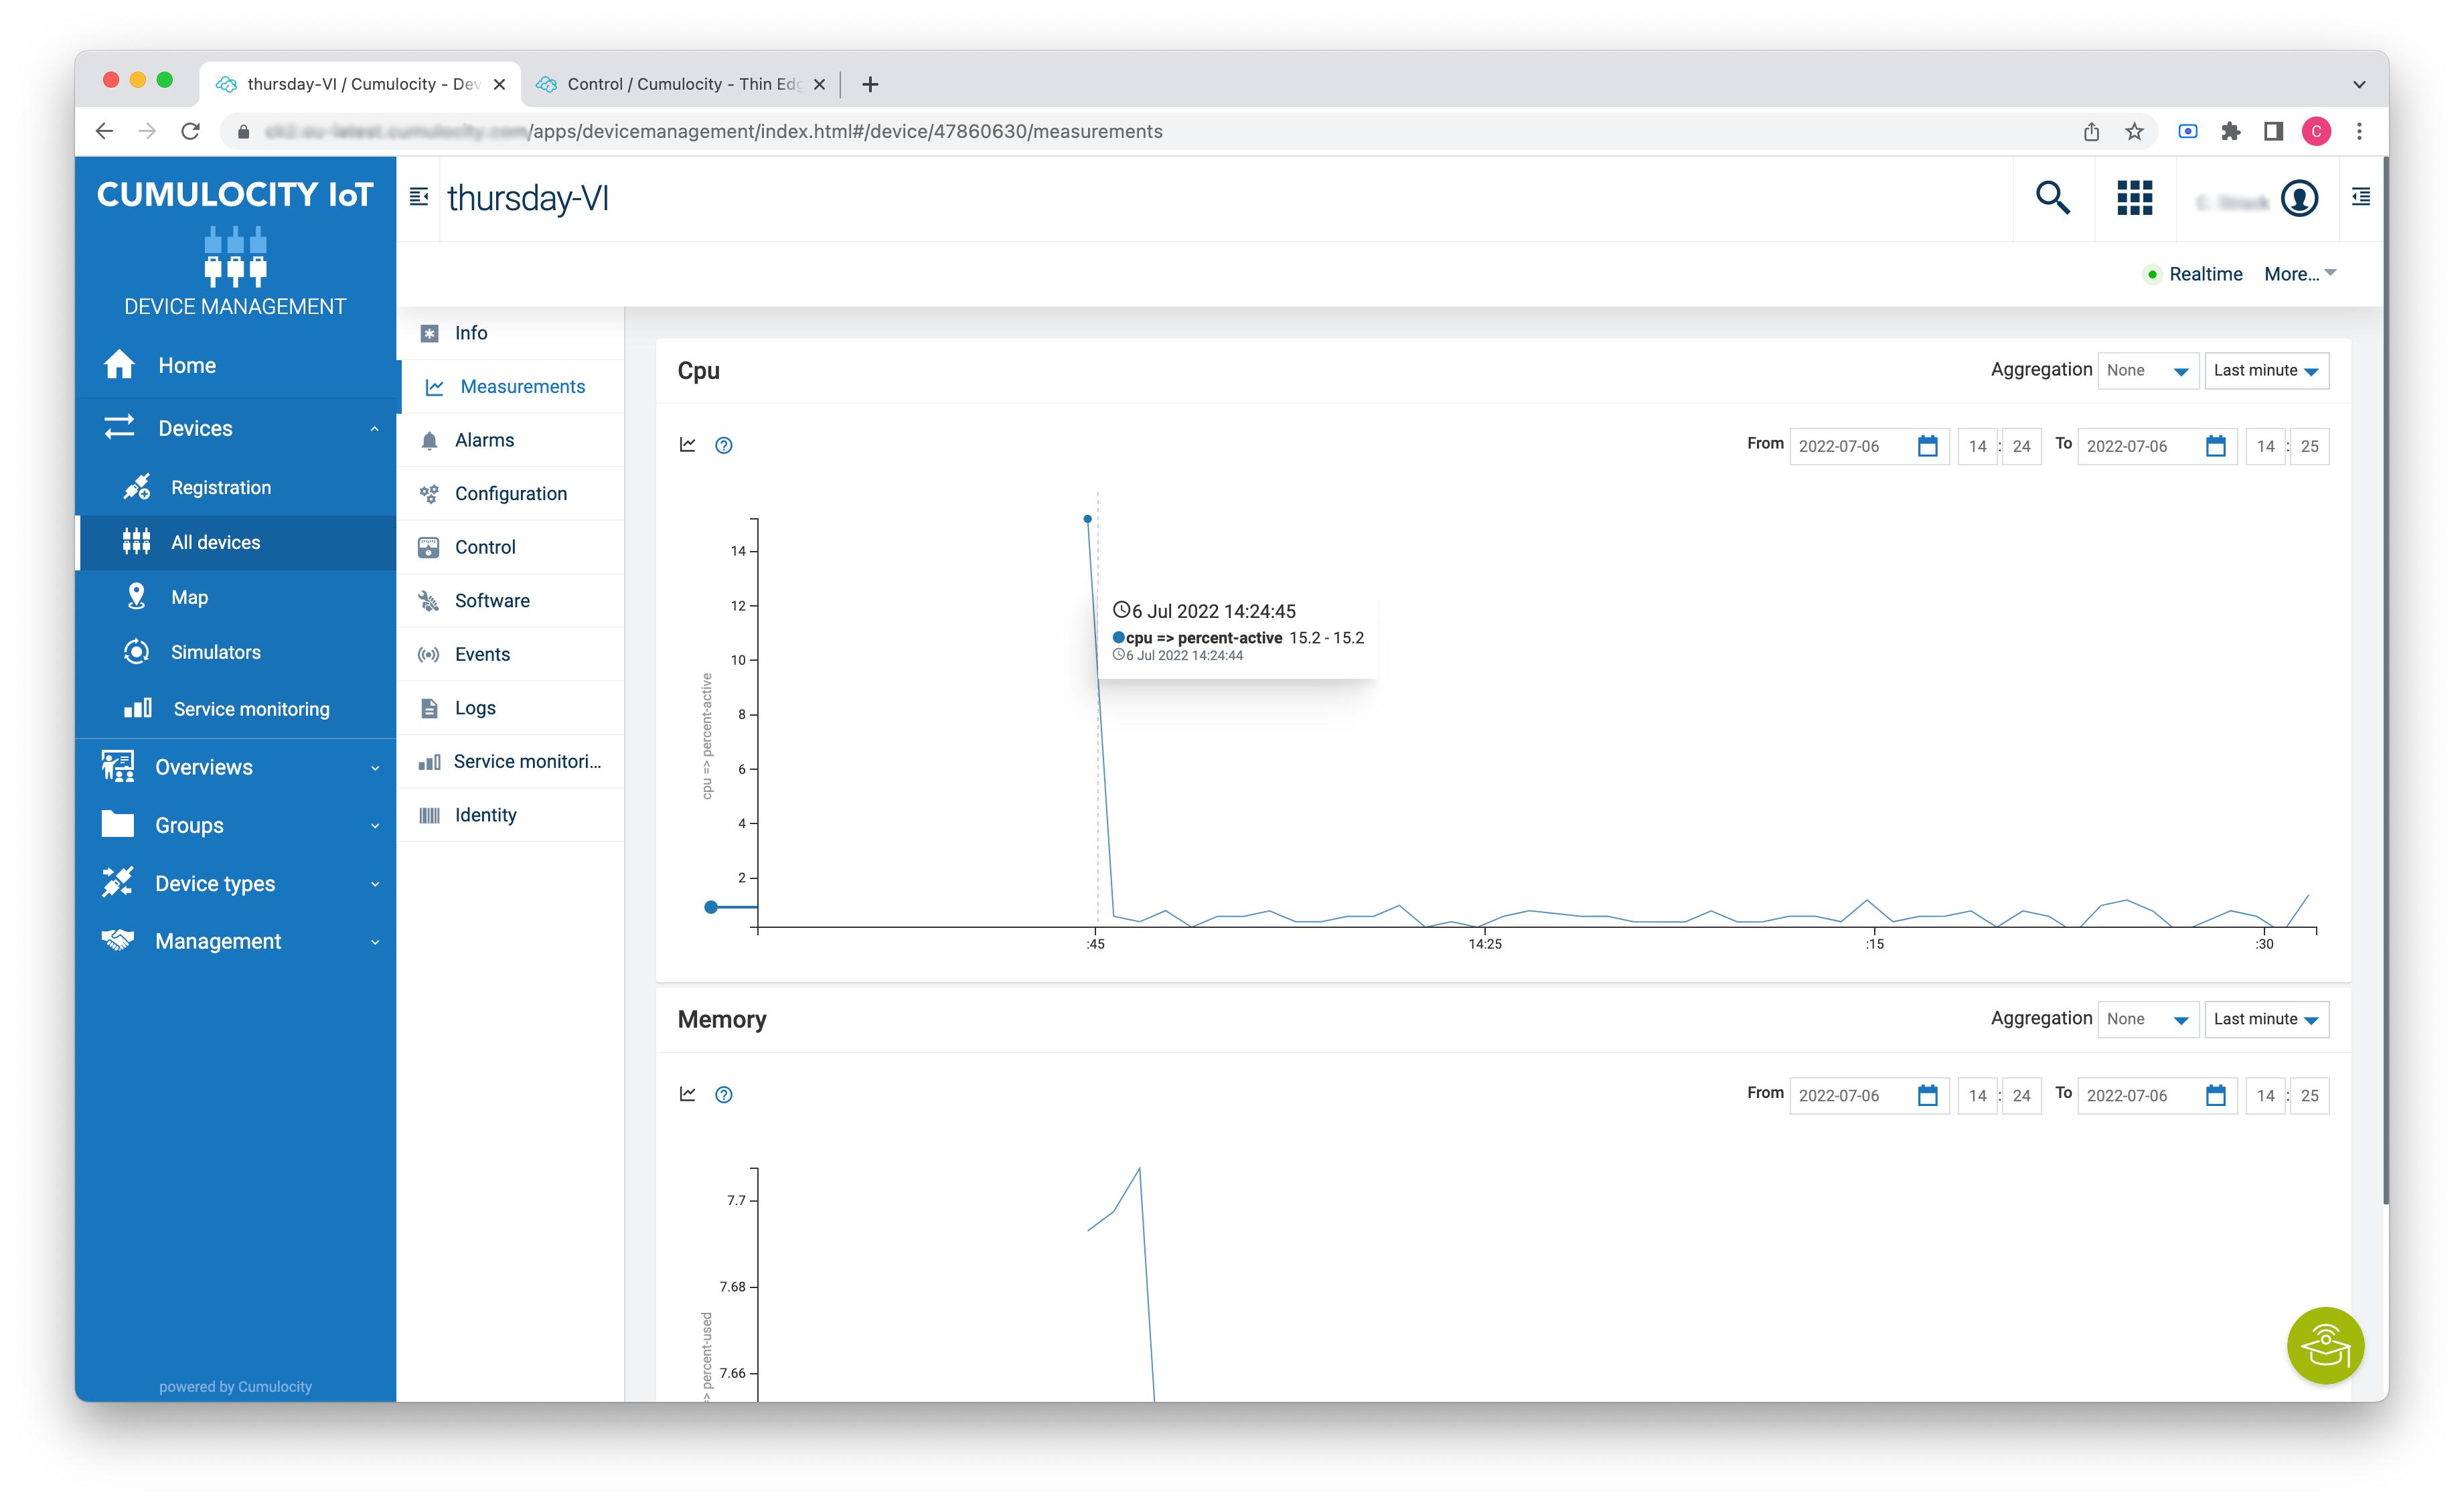 thursday-VI / Cumulocity - Dev
Control / Cumulocity - Thin Edg
/apps/devicemanagement/index.html#/device/47860630/measurements
C
CUMULOCITY IoT
DEVICE MANAGEMENT
Home
Devices
Registration
All devices
Map
Simulators
Service monitoring
Overviews
Groups
Device types
Management
powered by Cumulocity
thursday-VI
Realtime
More...
Info
Measurements
Alarms
Configuration
Control
Software
Events
Logs
Service monitori...
Identity
Cpu
Aggregation None Last minute
From 2022-07-06 14 : 24 To 2022-07-06 14 : 25
cpu => percent-active
14
12
10
8
6
4
2
6 Jul 2022 14:24:45
cpu => percent-active 15.2 - 15.2
6 Jul 2022 14:24:44
:45 14:25 :15 :30
Memory
Aggregation None Last minute
From 2022-07-06 14 : 24 To 2022-07-06 14 : 25
=> percent-used
7.7
7.68
7.66